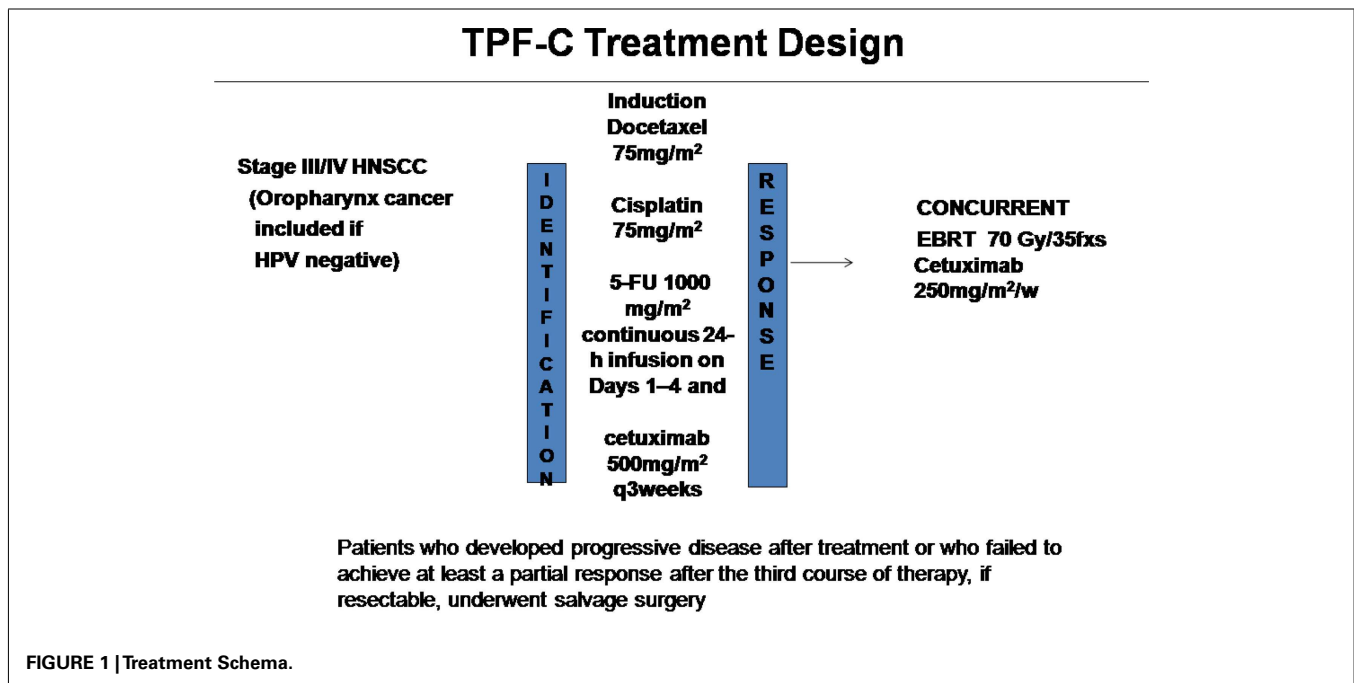 TPF-C Treatment Design
Stage III/IV HNSCC
(Oropharynx cancer
included if
HPV negative)
I
D
E
N
T
I
F
I
C
A
T
I
O
N
Induction
Docetaxel
75mg/m²
Cisplatin
75mg/m²
5-FU 1000
mg/m²
continuous 24-
h infusion on
Days 1–4 and
cetuximab
500mg/m²
q3weeks
R
E
S
P
O
N
S
E
CONCURRENT
EBRT 70 Gy/35fxs
Cetuximab
250mg/m²/w
Patients who developed progressive disease after treatment or who failed to
achieve at least a partial response after the third course of therapy, if
resectable, underwent salvage surgery
FIGURE 1 | Treatment Schema.